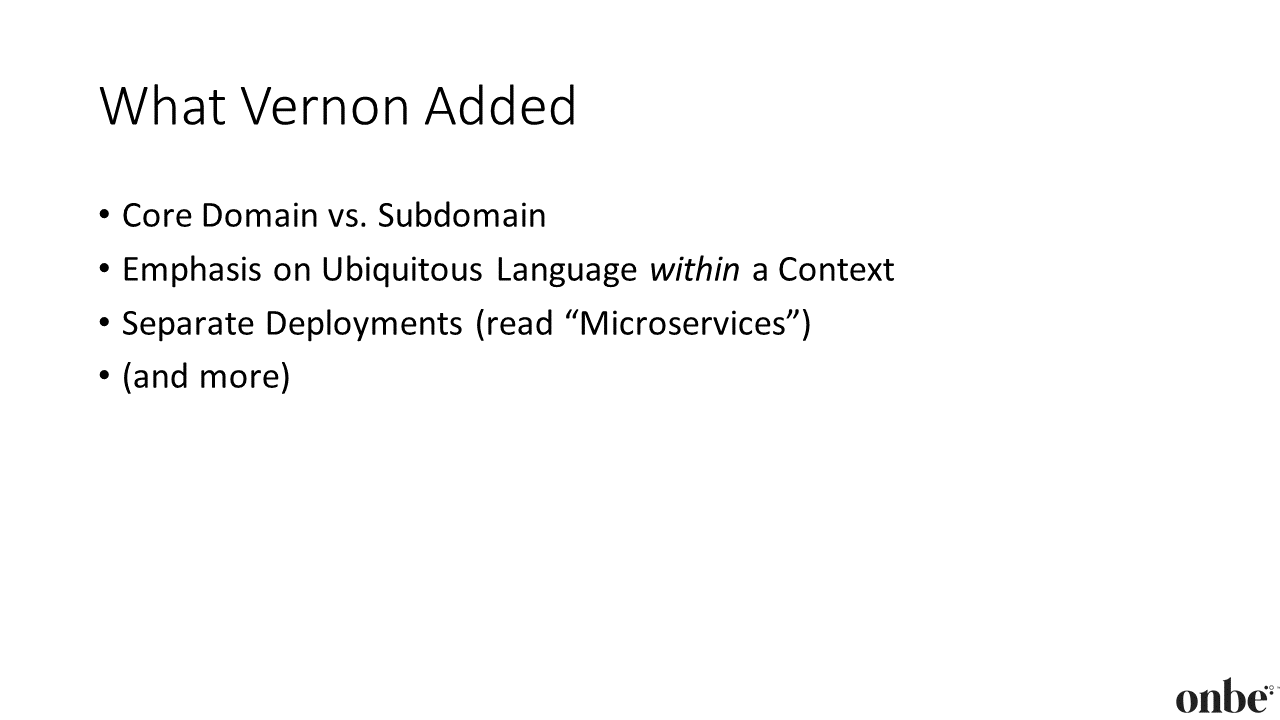 What Vernon Added
• Core Domain vs. Subdomain
• Emphasis on Ubiquitous Language within a Context
• Separate Deployments (read “Microservices”)
• (and more)
onbe